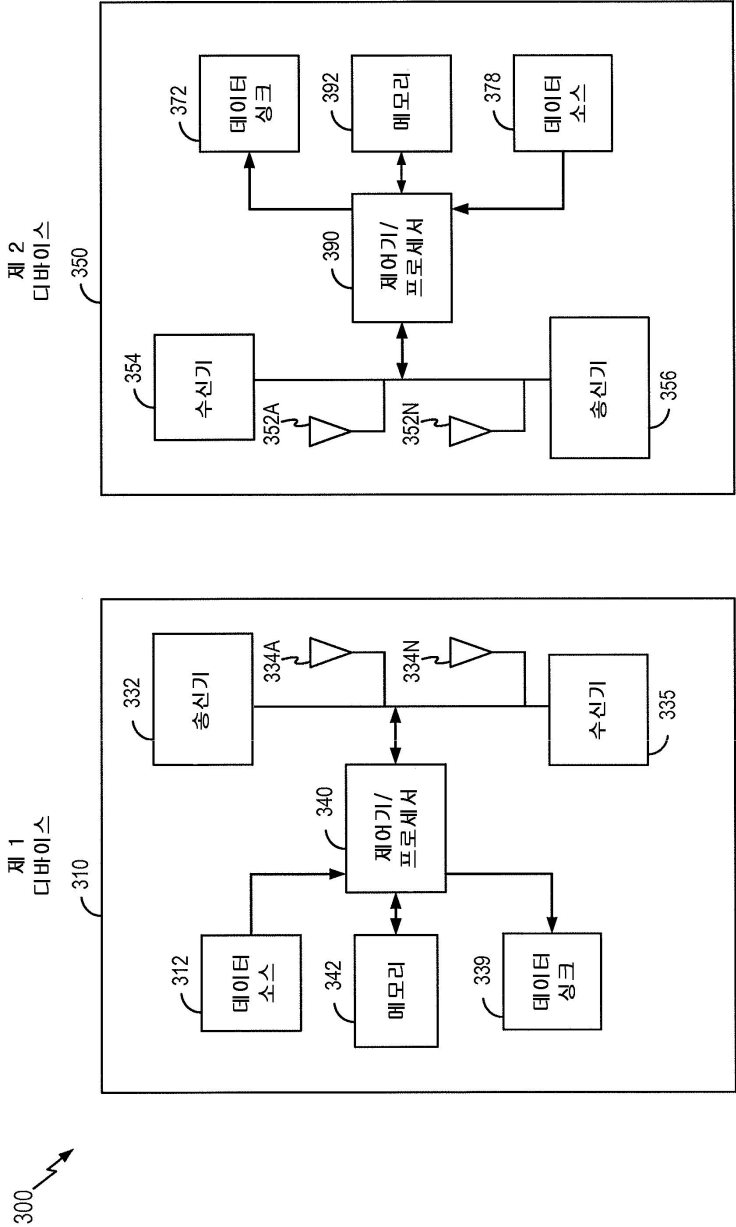 300
제 1
디바이스
310
312
데이터
소스
342
메모리
339
데이터
싱크
340
제어기/
프로세서
332
송신기
334A
334N
수신기
335
제 2
디바이스
350
354
수신기
352A
352N
송신기
356
390
제어기/
프로세서
372
데이터
싱크
392
메모리
378
데이터
소스